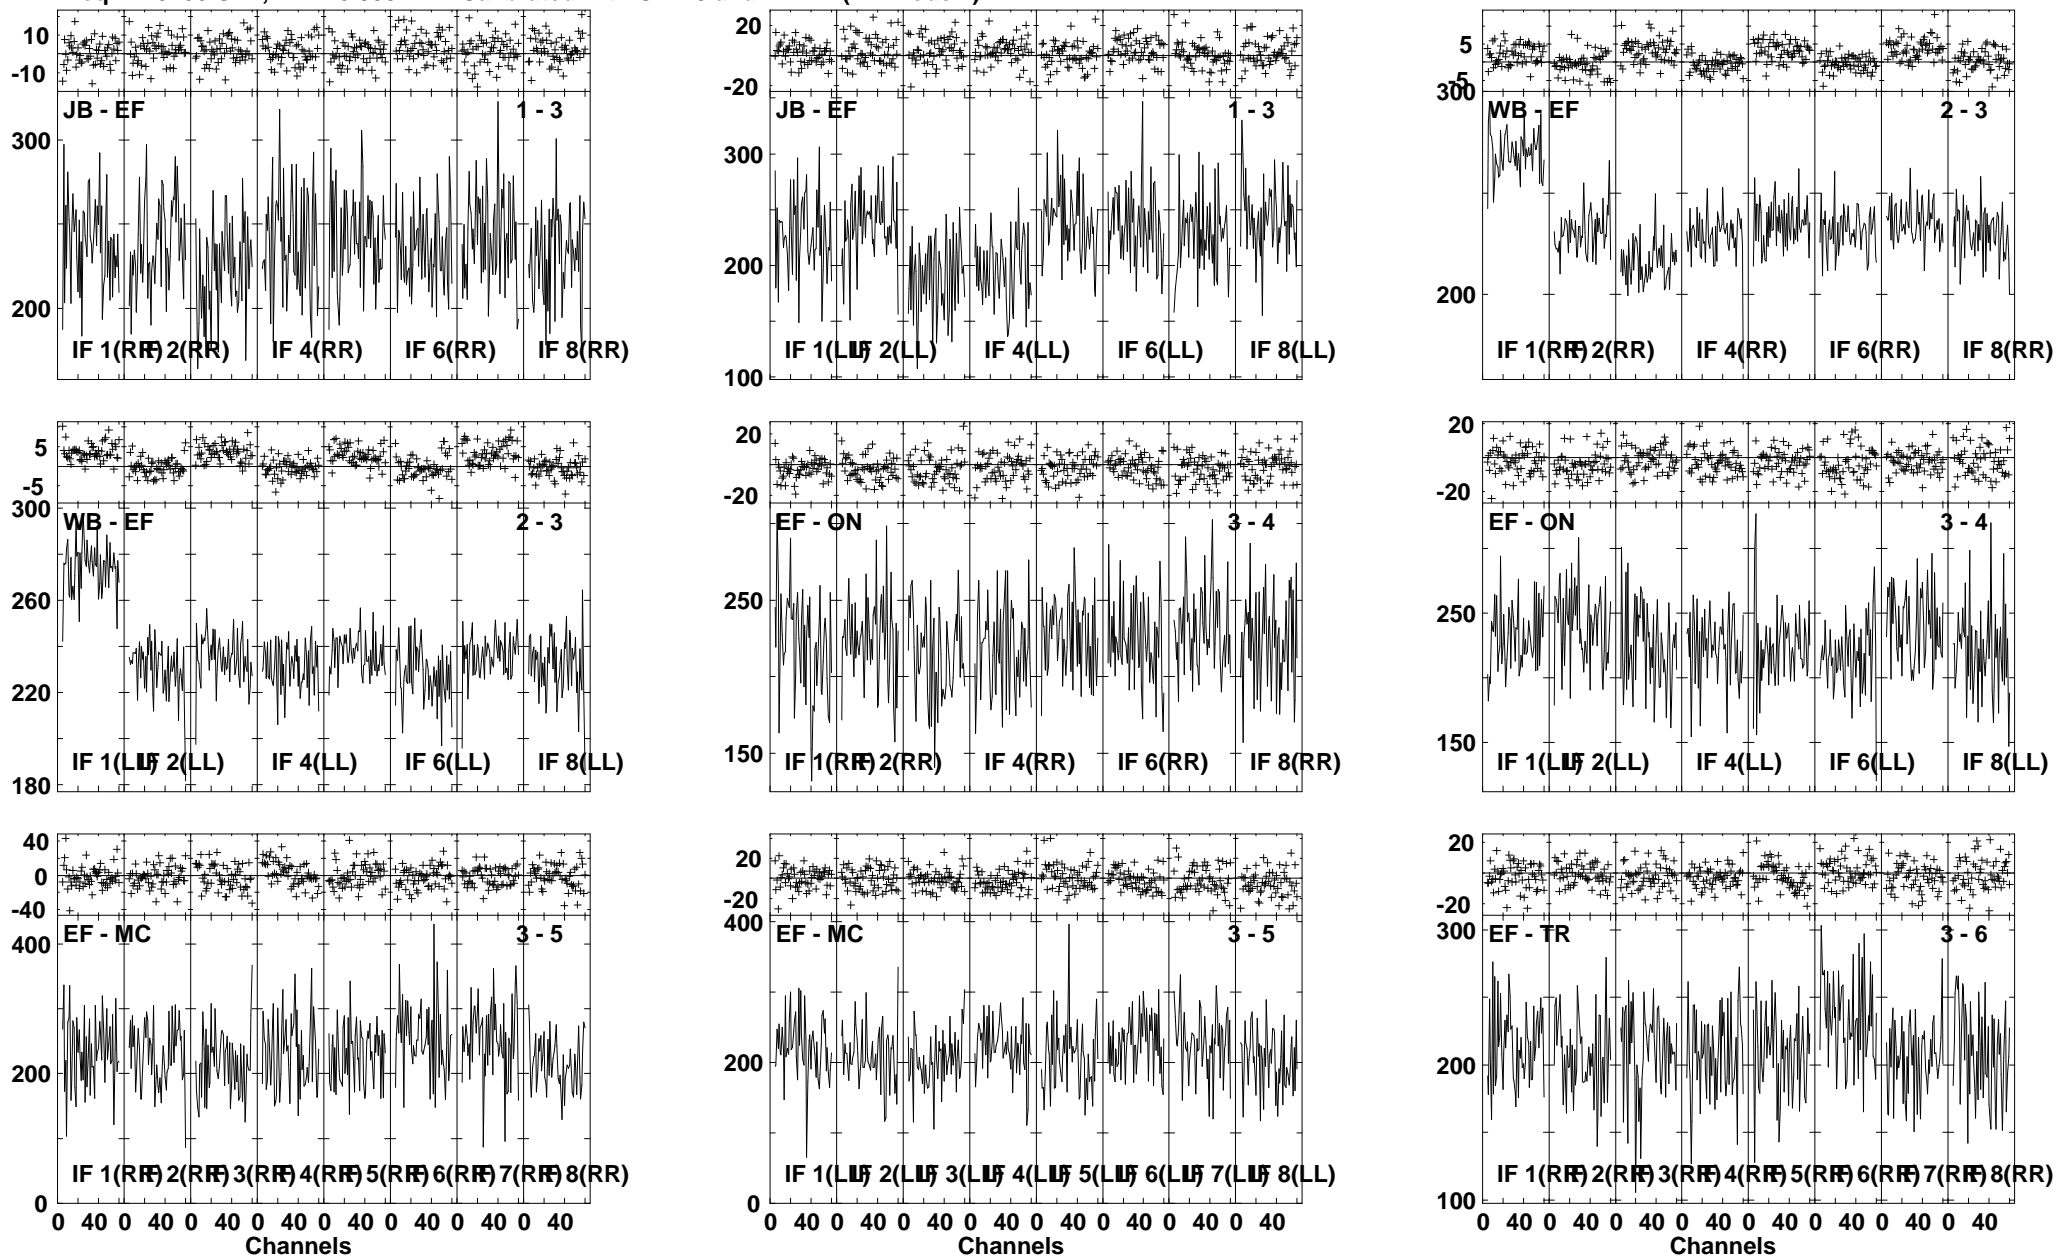 10
-10
JB - EF
1 - 3
300
200
IF 1(RR)
IF 2(RR)
IF 4(RR)
IF 6(RR)
IF 8(RR)
20
-20
JB - EF
1 - 3
300
200
100
IF 1(LL)
IF 2(LL)
IF 4(LL)
IF 6(LL)
IF 8(LL)
5
-5
300
WB - EF
2 - 3
200
IF 1(RR)
IF 2(RR)
IF 4(RR)
IF 6(RR)
IF 8(RR)
5
-5
300
WB - EF
2 - 3
260
220
180
IF 1(LL)
IF 2(LL)
IF 4(LL)
IF 6(LL)
IF 8(LL)
20
-20
EF - ON
3 - 4
250
150
IF 1(RR)
IF 2(RR)
IF 4(RR)
IF 6(RR)
IF 8(RR)
20
-20
EF - ON
3 - 4
250
150
IF 1(LL)
IF 2(LL)
IF 4(LL)
IF 6(LL)
IF 8(LL)
40
0
-40
EF - MC
3 - 5
400
200
0
IF 1(RR)
IF 2(RR)
IF 3(RR)
IF 4(RR)
IF 5(RR)
IF 6(RR)
IF 7(RR)
IF 8(RR)
0 40 0 40 0 40 0 40 0 40 0 40 0 40 0 40
Channels
20
-20
400
EF - MC
3 - 5
200
0
IF 1(LL)
IF 2(LL)
IF 3(LL)
IF 4(LL)
IF 5(LL)
IF 6(LL)
IF 7(LL)
IF 8(LL)
0 40 0 40 0 40 0 40 0 40 0 40 0 40 0 40
Channels
20
-20
300
EF - TR
3 - 6
200
100
IF 1(RR)
IF 2(RR)
IF 3(RR)
IF 4(RR)
IF 5(RR)
IF 6(RR)
IF 7(RR)
IF 8(RR)
0 40 0 40 0 40 0 40 0 40 0 40 0 40 0 40
Channels